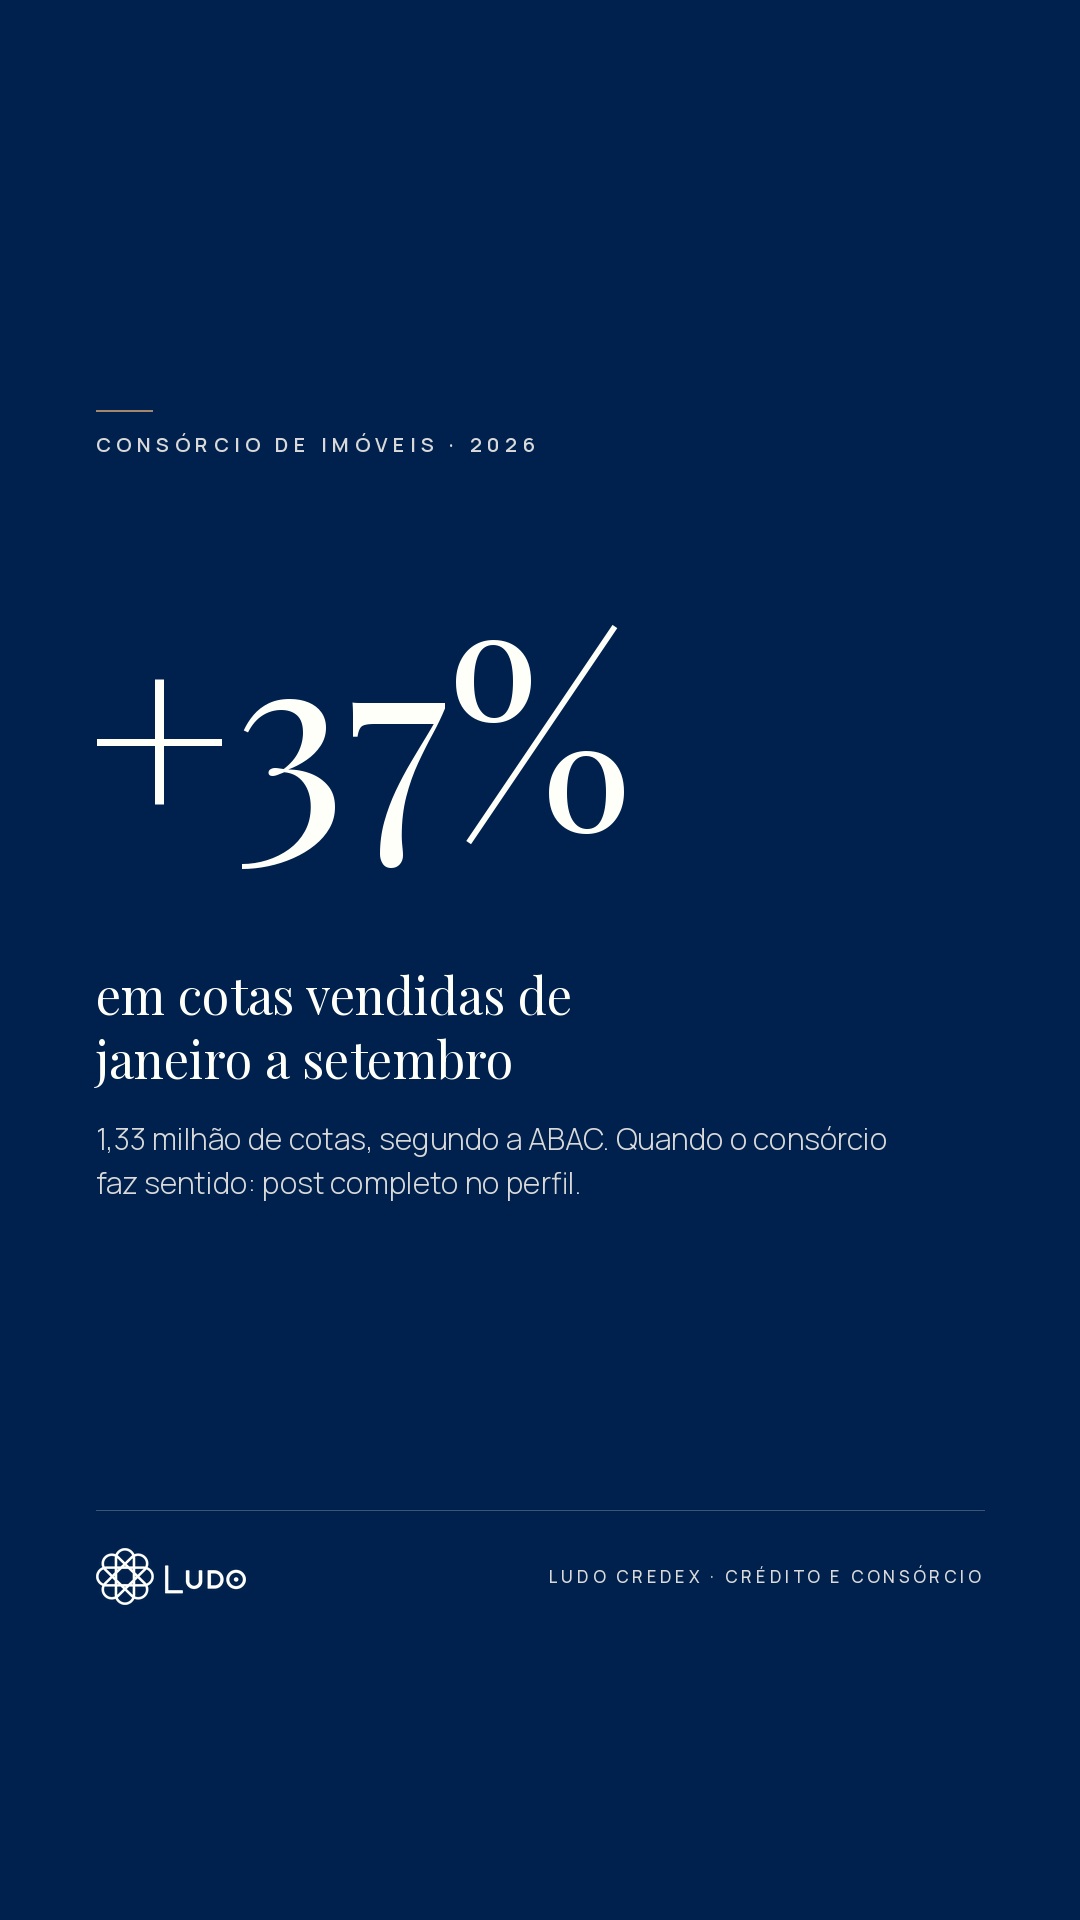 CONSÓRCIO DE IMÓVEIS · 2026
+37%
em cotas vendidas de
janeiro a setembro
1,33 milhão de cotas, segundo a ABAC. Quando o consórcio
faz sentido: post completo no perfil.
LUDO
LUDO CREDEX · CRÉDITO E CONSÓRCIO